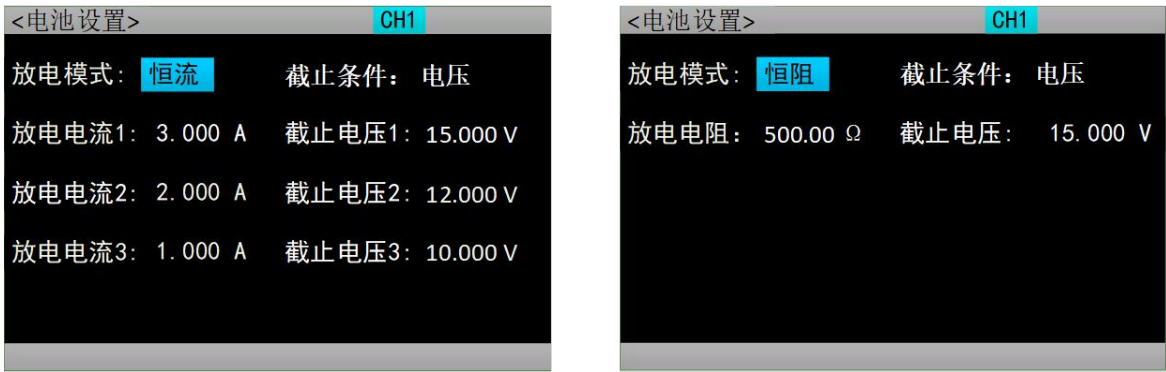 <电池设置> CH1
放电模式: 恒流 截止条件: 电压
放电电流1: 3.000 A 截止电压1: 15.000 V
放电电流2: 2.000 A 截止电压2: 12.000 V
放电电流3: 1.000 A 截止电压3: 10.000 V
<电池设置> CH1
放电模式: 恒阻 截止条件: 电压
放电电阻: 500.00 Ω 截止电压: 15.000 V